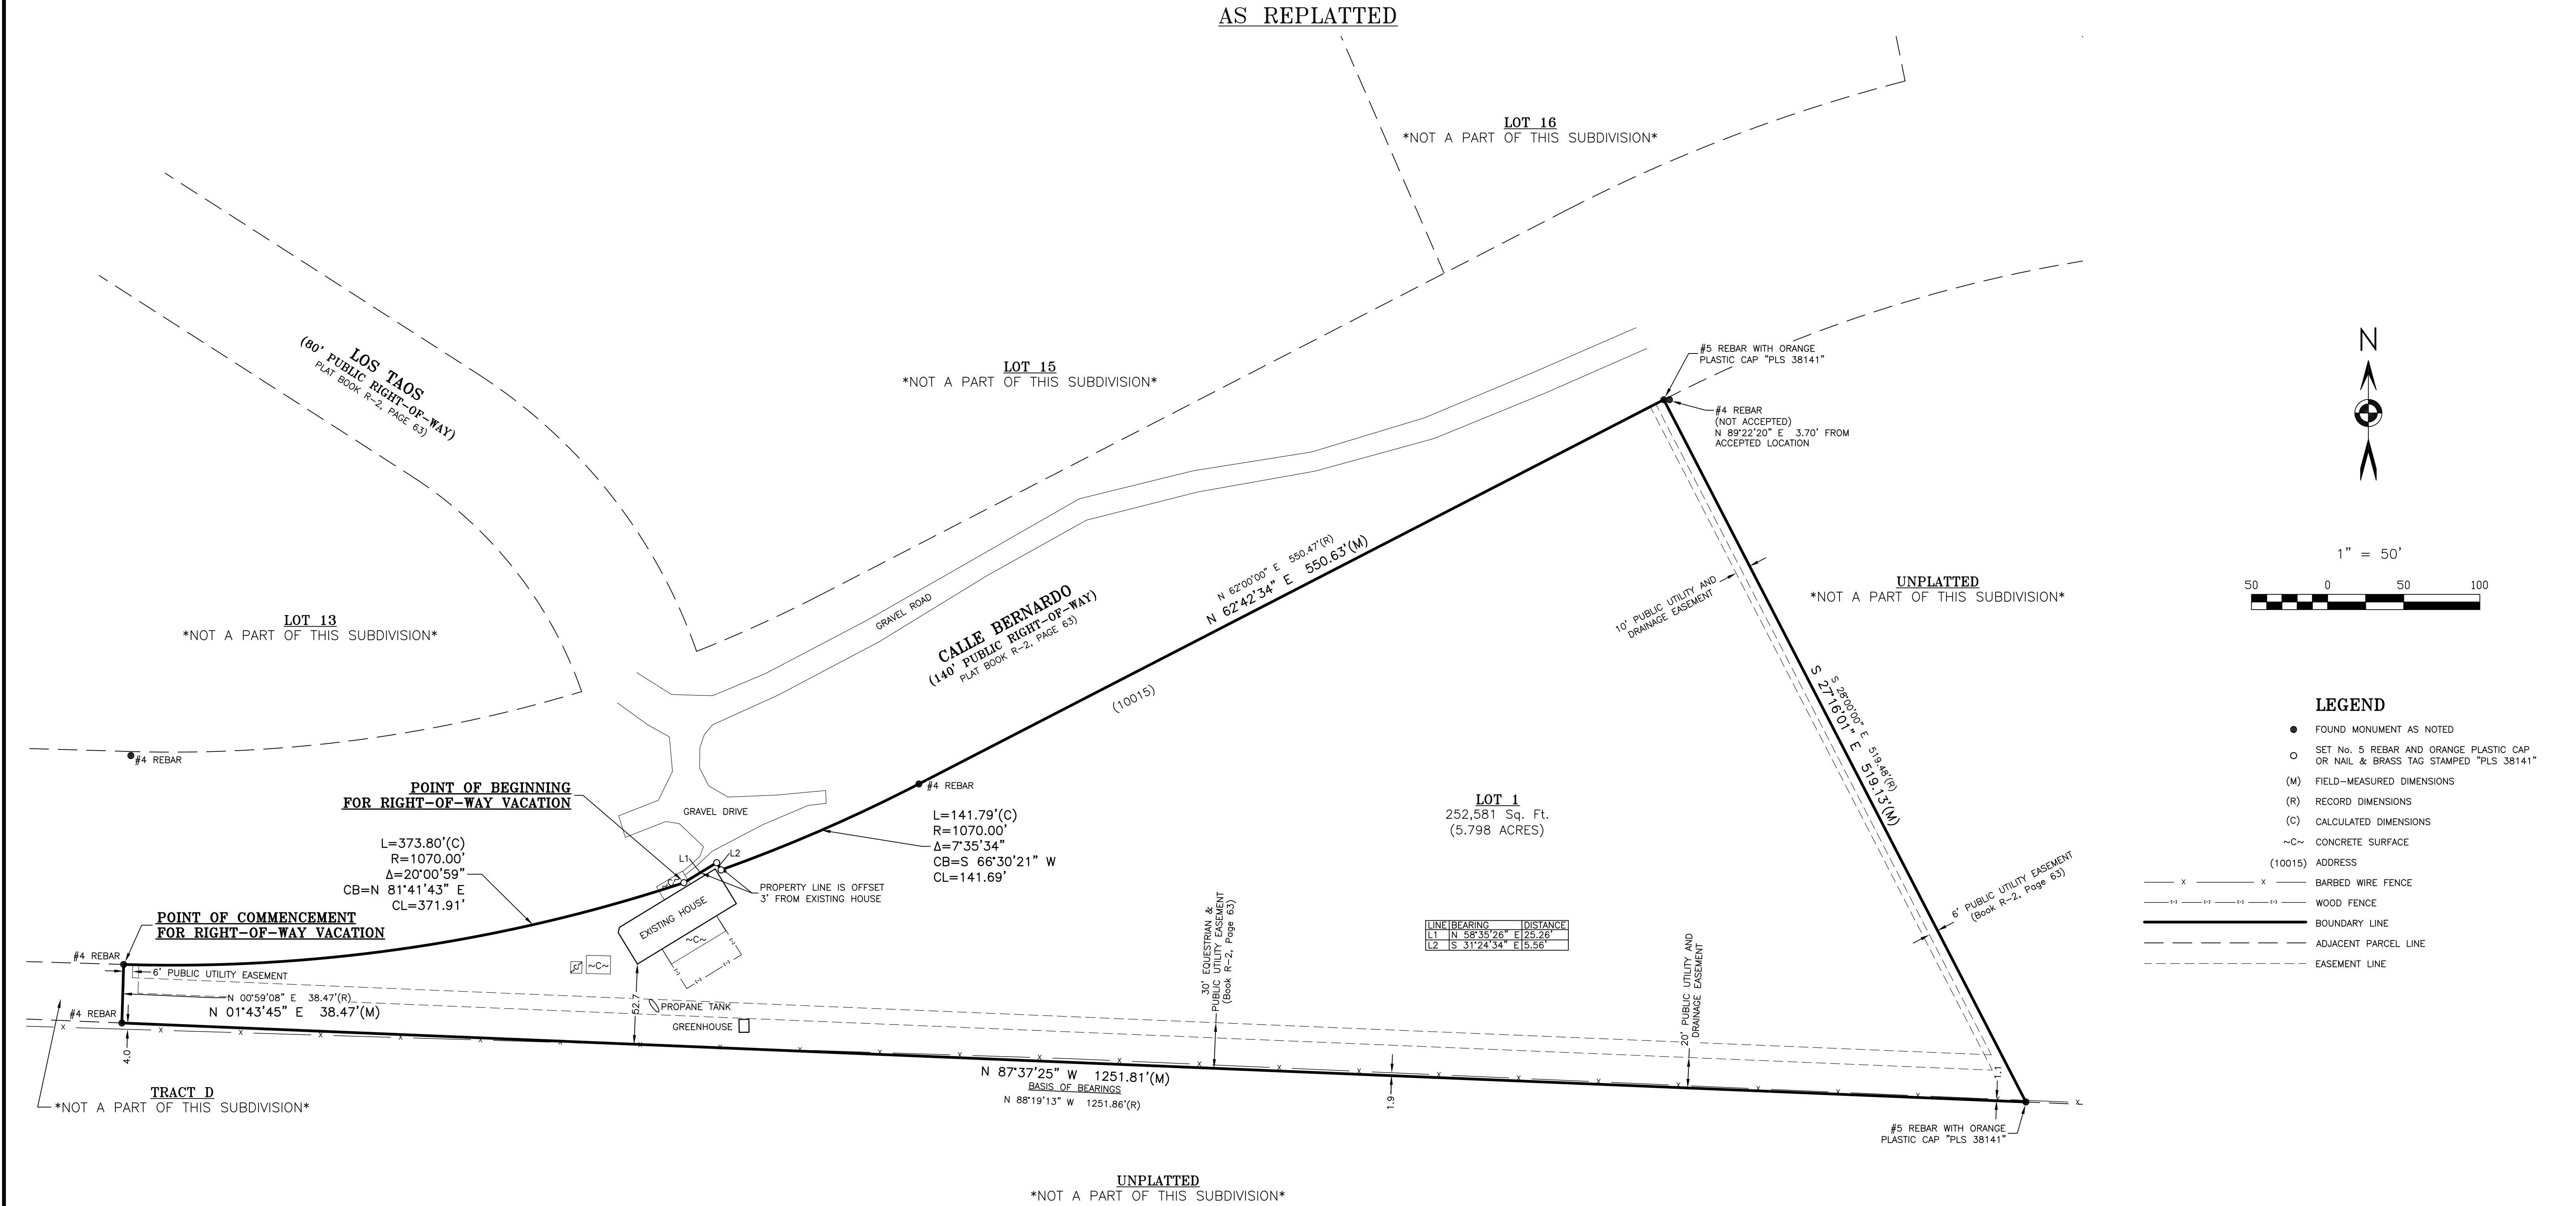 AS REPLATTED
LOT 16
*NOT A PART OF THIS SUBDIVISION*
LOS TAOS
(80' PUBLIC RIGHT-OF-WAY)
PLAT BOOK R-2, PAGE 63)
LOT 15
*NOT A PART OF THIS SUBDIVISION*
#5 REBAR WITH ORANGE
PLASTIC CAP "PLS 38141"
#4 REBAR
(NOT ACCEPTED)
N 89°22'20" E 3.70' FROM
ACCEPTED LOCATION
N
1" = 50'
50 0 50 100
LOT 13
*NOT A PART OF THIS SUBDIVISION*
#4 REBAR
GRAVEL ROAD
CALLE BERNARDO
(140' PUBLIC RIGHT-OF-WAY)
PLAT BOOK R-2, PAGE 63)
N 62°00'00" E 550.47'(R)
N 62°42'34" E 550.63'(M)
(10015)
10' PUBLIC UTILITY AND
DRAINAGE EASEMENT
UNPLATTED
*NOT A PART OF THIS SUBDIVISION*
S 28°00'00" E 519.48'(R)
S 27°16'01" E 519.13'(M)
POINT OF BEGINNING
FOR RIGHT-OF-WAY VACATION
GRAVEL DRIVE
#4 REBAR
L=141.79'(C)
R=1070.00'
Δ=7°35'34"
CB=S 66°30'21" W
CL=141.69'
L=373.80'(C)
R=1070.00'
Δ=20°00'59"
CB=N 81°41'43" E
CL=371.91'
L1
L2
~C~
PROPERTY LINE IS OFFSET
3' FROM EXISTING HOUSE
EXISTING HOUSE
~C~
~C~
LOT 1
252,581 Sq. Ft.
(5.798 ACRES)
POINT OF COMMENCEMENT
FOR RIGHT-OF-WAY VACATION
#4 REBAR
6' PUBLIC UTILITY EASEMENT
N 00°59'08" E 38.47'(R)
N 01°43'45" E 38.47'(M)
#4 REBAR
4.0
52.7
PROPANE TANK
GREENHOUSE
30' EQUESTRIAN &
PUBLIC UTILITY EASEMENT
(Book R-2, Page 63)
LINE BEARING DISTANCE
L1 N 58°35'26" E 25.26'
L2 S 31°24'34" E 5.56'
20' PUBLIC UTILITY AND
DRAINAGE EASEMENT
6' PUBLIC UTILITY EASEMENT
(Book R-2, Page 63)
N 87°37'25" W 1251.81'(M)
BASIS OF BEARINGS
N 88°19'13" W 1251.86'(R)
1.9
1.1
#5 REBAR WITH ORANGE
PLASTIC CAP "PLS 38141"
TRACT D
*NOT A PART OF THIS SUBDIVISION*
UNPLATTED
*NOT A PART OF THIS SUBDIVISION*
LEGEND
FOUND MONUMENT AS NOTED
SET No. 5 REBAR AND ORANGE PLASTIC CAP
OR NAIL & BRASS TAG STAMPED "PLS 38141"
(M) FIELD-MEASURED DIMENSIONS
(R) RECORD DIMENSIONS
(C) CALCULATED DIMENSIONS
~C~ CONCRETE SURFACE
(10015) ADDRESS
x x BARBED WIRE FENCE
WOOD FENCE
BOUNDARY LINE
ADJACENT PARCEL LINE
EASEMENT LINE